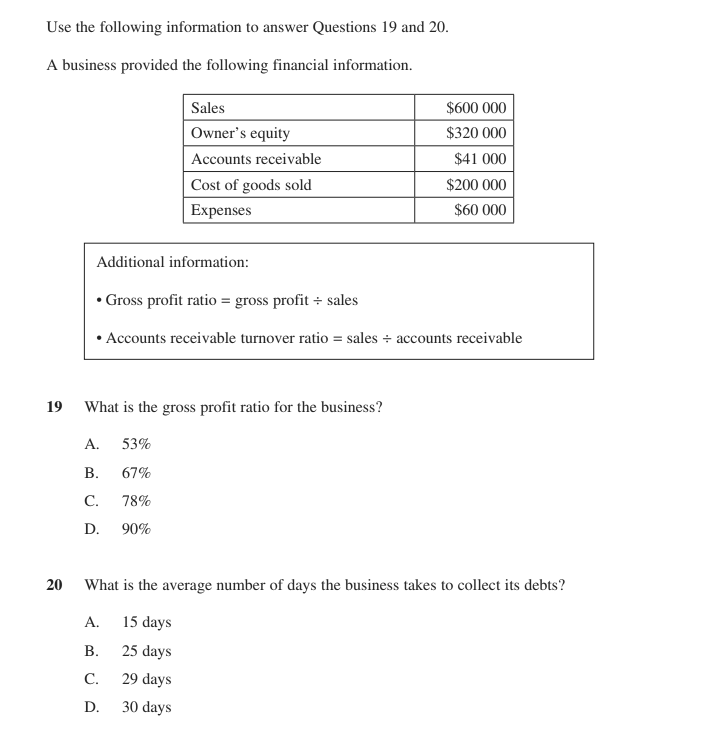 Use the following information to answer Questions 19 and 20.
A business provided the following financial information.
Sales $600 000
Owner’s equity $320 000
Accounts receivable $41 000
Cost of goods sold $200 000
Expenses $60 000
Additional information:
• Gross profit ratio = gross profit ÷ sales
• Accounts receivable turnover ratio = sales ÷ accounts receivable
19 What is the gross profit ratio for the business?
A. 53%
B. 67%
C. 78%
D. 90%
20 What is the average number of days the business takes to collect its debts?
A. 15 days
B. 25 days
C. 29 days
D. 30 days